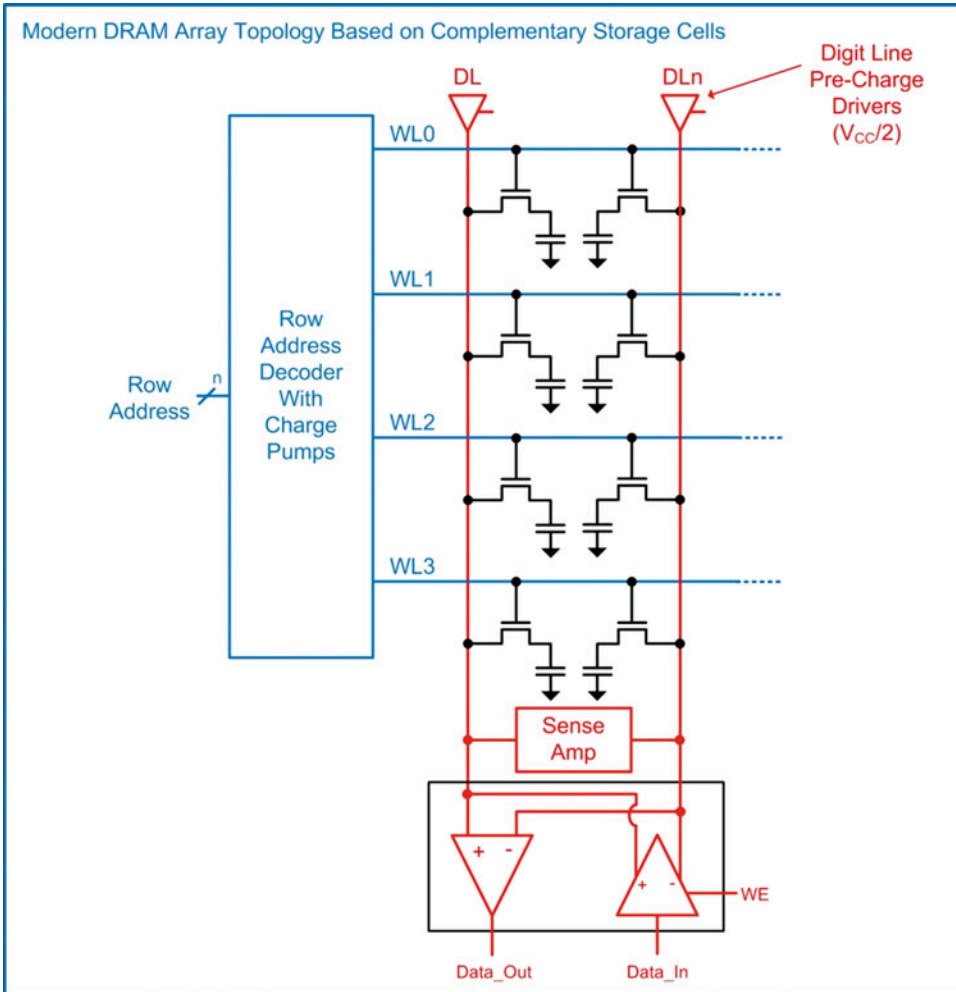 Modern DRAM Array Topology Based on Complementary Storage Cells
DL
DLn
Digit Line
Pre-Charge
Drivers
(VCC/2)
WL0
WL1
Row
Address
Decoder
With
Charge
Pumps
Row
Address
n
WL2
WL3
Sense
Amp
+ -
+ -
WE
Data_Out
Data_In